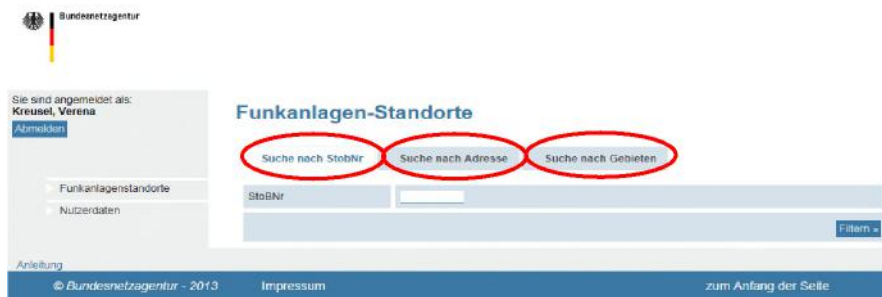 Bundesnetzagentur
Sie sind angemeldet als:
Kreusel, Verena
Abmelden
Funkanlagenstandorte
Nutzerdaten
Funkanlagen-Standorte
Suche nach StobNr
Suche nach Adresse
Suche nach Gebieten
StoBNr
Filtern »
Anleitung
© Bundesnetzagentur - 2013
Impressum
zum Anfang der Seite